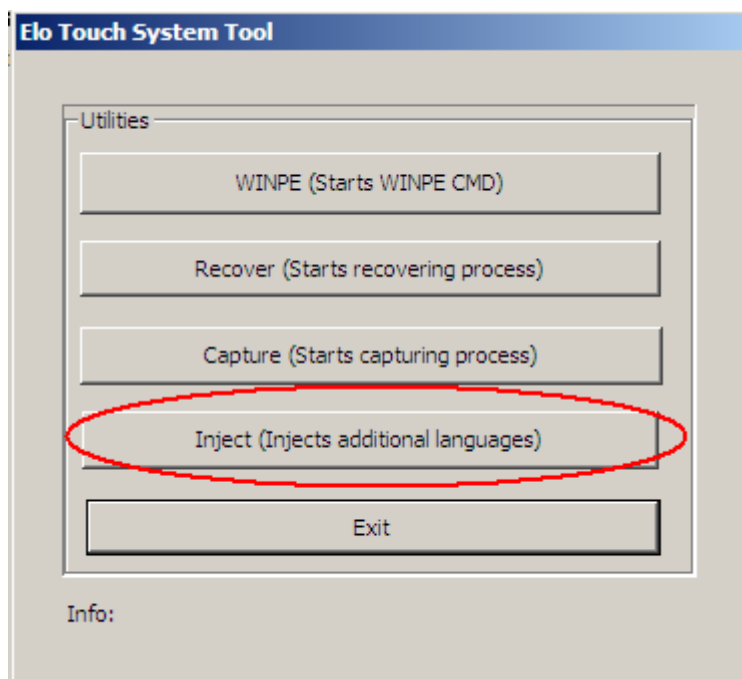 Elo Touch System Tool
Utilities
WINPE (Starts WINPE CMD)
Recover (Starts recovering process)
Capture (Starts capturing process)
Inject (Injects additional languages)
Exit
Info: